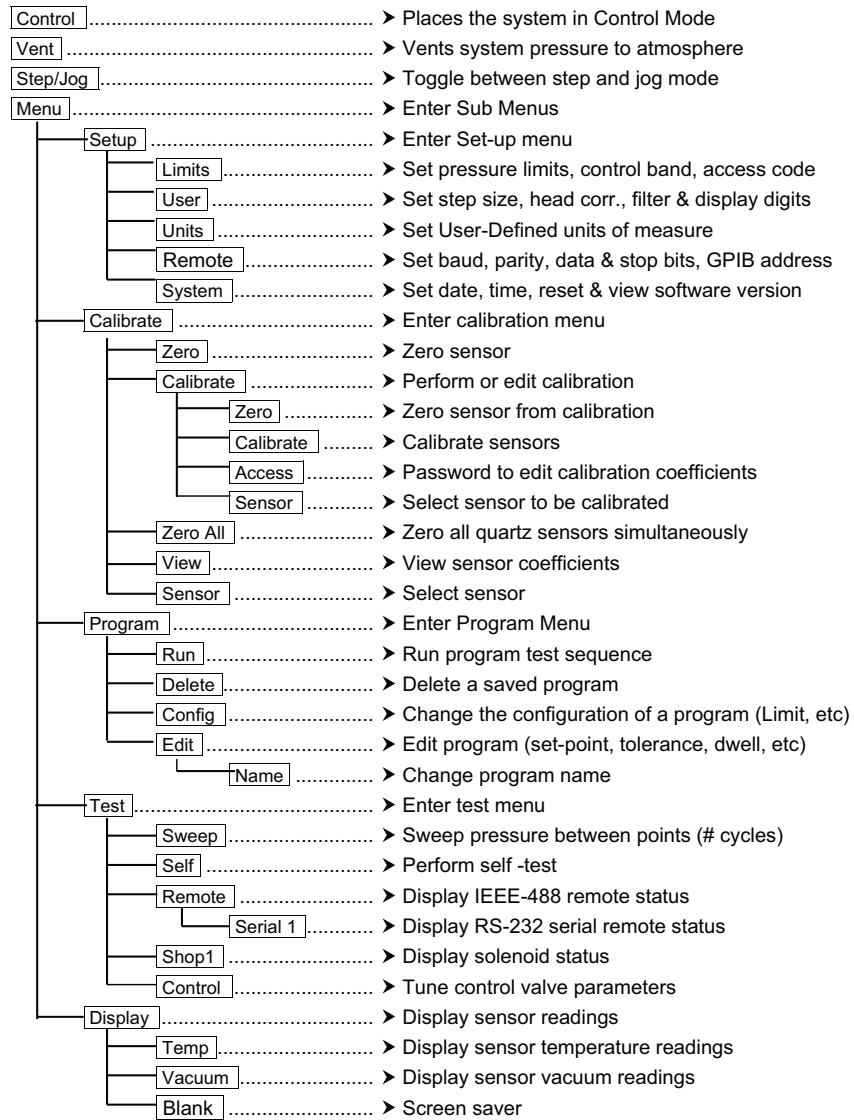 Control ................................................................ ➤ Places the system in Control Mode
Vent .................................................................... ➤ Vents system pressure to atmosphere
Step/Jog ............................................................. ➤ Toggle between step and jog mode
Menu .................................................................. ➤ Enter Sub Menus
Setup .................................................. ➤ Enter Set-up menu
Limits ................................... ➤ Set pressure limits, control band, access code
User ..................................... ➤ Set step size, head corr., filter & display digits
Units ..................................... ➤ Set User-Defined units of measure
Remote ............................... ➤ Set baud, parity, data & stop bits, GPIB address
System ................................ ➤ Set date, time, reset & view software version
Calibrate ............................................ ➤ Enter calibration menu
Zero .................................... ➤ Zero sensor
Calibrate ............................ ➤ Perform or edit calibration
Zero .................... ➤ Zero sensor from calibration
Calibrate ......... ➤ Calibrate sensors
Access ............ ➤ Password to edit calibration coefficients
Sensor ............ ➤ Select sensor to be calibrated
Zero All .............................. ➤ Zero all quartz sensors simultaneously
View .................................... ➤ View sensor coefficients
Sensor ............................... ➤ Select sensor
Program ............................................. ➤ Enter Program Menu
Run ..................................... ➤ Run program test sequence
Delete ................................. ➤ Delete a saved program
Config ................................. ➤ Change the configuration of a program (Limit, etc)
Edit ...................................... ➤ Edit program (set-point, tolerance, dwell, etc)
Name .............. ➤ Change program name
Test .................................................... ➤ Enter test menu
Sweep ................................ ➤ Sweep pressure between points (# cycles)
Self ...................................... ➤ Perform self -test
Remote ............................... ➤ Display IEEE-488 remote status
Serial 1 ............ ➤ Display RS-232 serial remote status
Shop1 ................................. ➤ Display solenoid status
Control ................................ ➤ Tune control valve parameters
Display ............................................... ➤ Display sensor readings
Temp ................................... ➤ Display sensor temperature readings
Vacuum ............................... ➤ Display sensor vacuum readings
Blank .................................. ➤ Screen saver